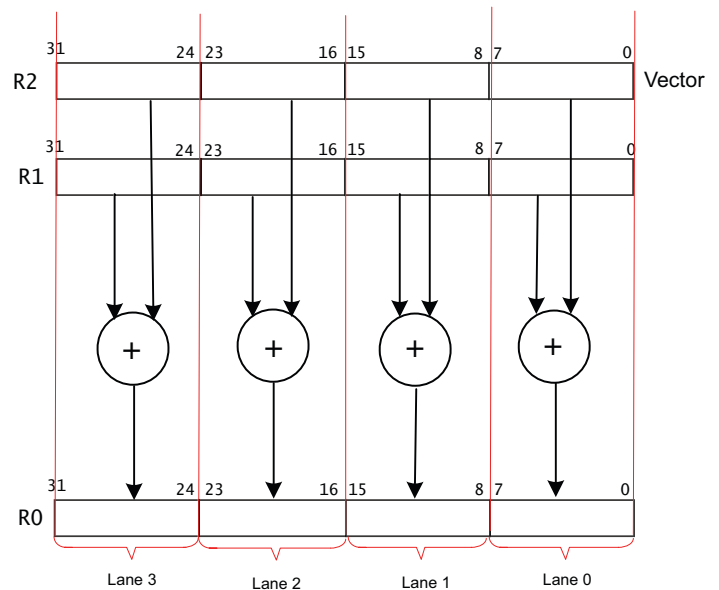 31 24 23 16 15 8 7 0
R2 Vector
31 24 23 16 15 8 7 0
R1
+ + + +
31 24 23 16 15 8 7 0
R0
Lane 3 Lane 2 Lane 1 Lane 0